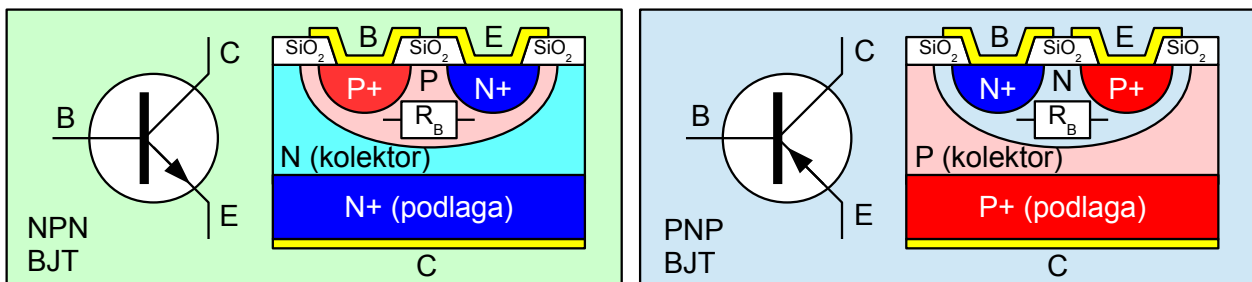 C
B
E
NPN
BJT
B
E
SiO2
SiO2
SiO2
P+
P
N+
RB
N (kolektor)
N+ (podlaga)
C
C
B
E
PNP
BJT
B
E
SiO2
SiO2
SiO2
N+
N
P+
RB
P (kolektor)
P+ (podlaga)
C